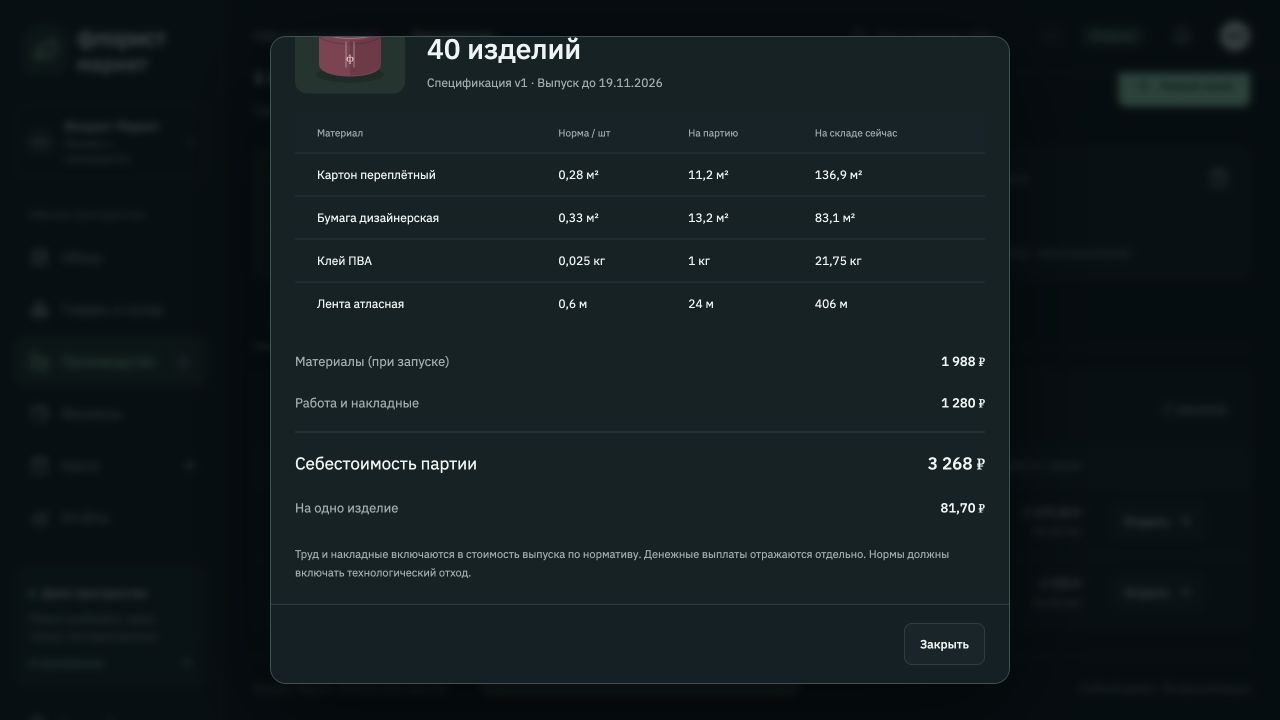 флорист
маркет
ф
40 изделий
Спецификация v1 · Выпуск до 19.11.2026
Материал Норма / шт На партию На складе сейчас
Картон переплётный 0,28 м² 11,2 м² 136,9 м²
Бумага дизайнерская 0,33 м² 13,2 м² 83,1 м²
Клей ПВА 0,025 кг 1 кг 21,75 кг
Лента атласная 0,6 м 24 м 406 м
Материалы (при запуске) 1 988 ₽
Работа и накладные 1 280 ₽
Себестоимость партии 3 268 ₽
На одно изделие 81,70 ₽
Труд и накладные включаются в стоимость выпуска по нормативу. Денежные выплаты отражаются отдельно. Нормы должны
включать технологический отход.
Закрыть